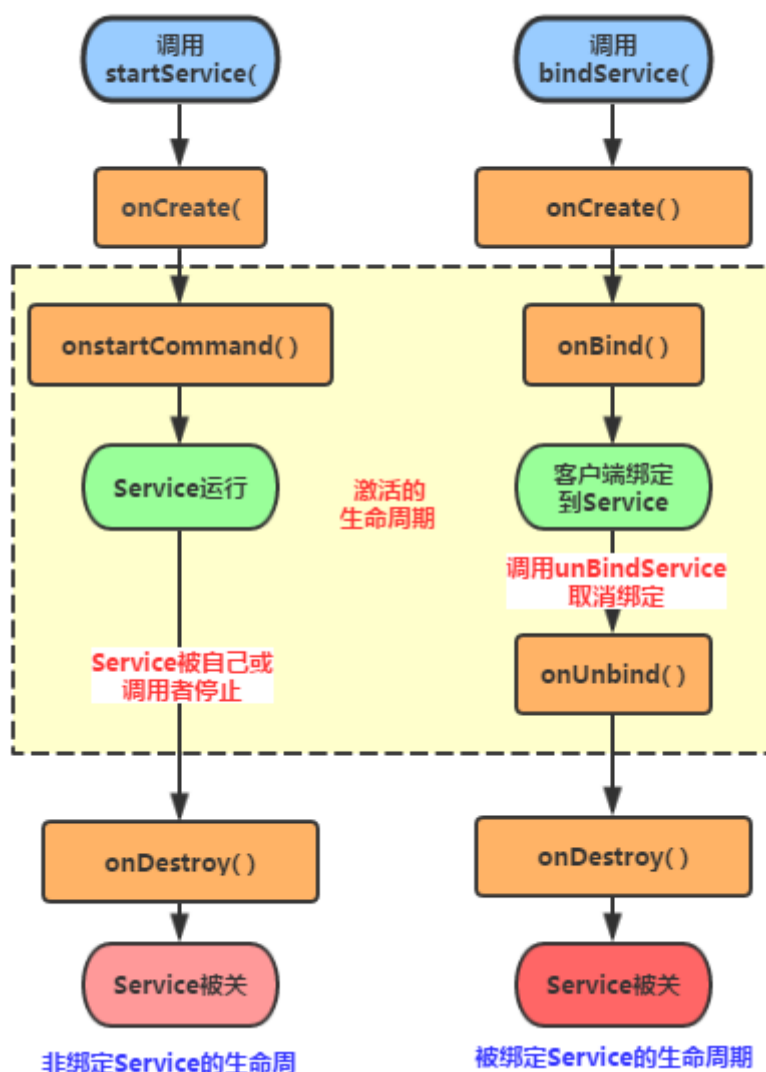 调用
startService(
onCreate(
onstartCommand( )
Service运行
Service被自己或
调用者停止
onDestroy( )
Service被关
非绑定Service的生命周
激活的
生命周期
调用
bindService(
onCreate( )
onBind( )
客户端绑定
到Service
调用unBindService
取消绑定
onUnbind( )
onDestroy( )
Service被关
被绑定Service的生命周期